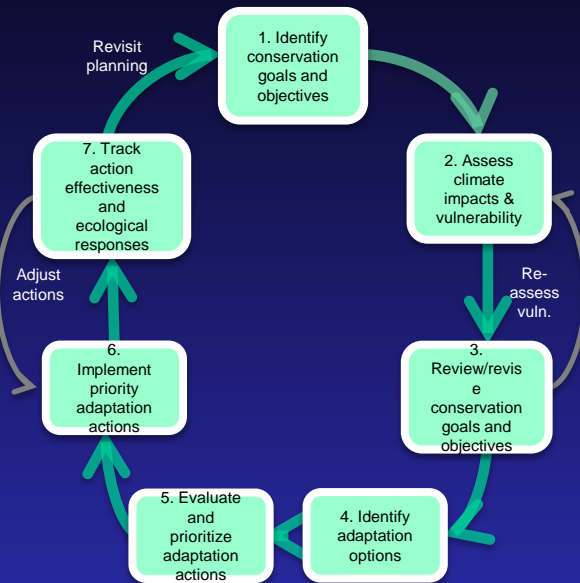 Revisit
planning
1. Identify
conservation
goals and
objectives
2. Assess
climate
impacts &
vulnerability
Re-
assess
vuln.
3.
Review/revis
e
conservation
goals and
objectives
4. Identify
adaptation
options
5. Evaluate
and
prioritize
adaptation
actions
6.
Implement
priority
adaptation
actions
Adjust
actions
7. Track
action
effectiveness
and
ecological
responses